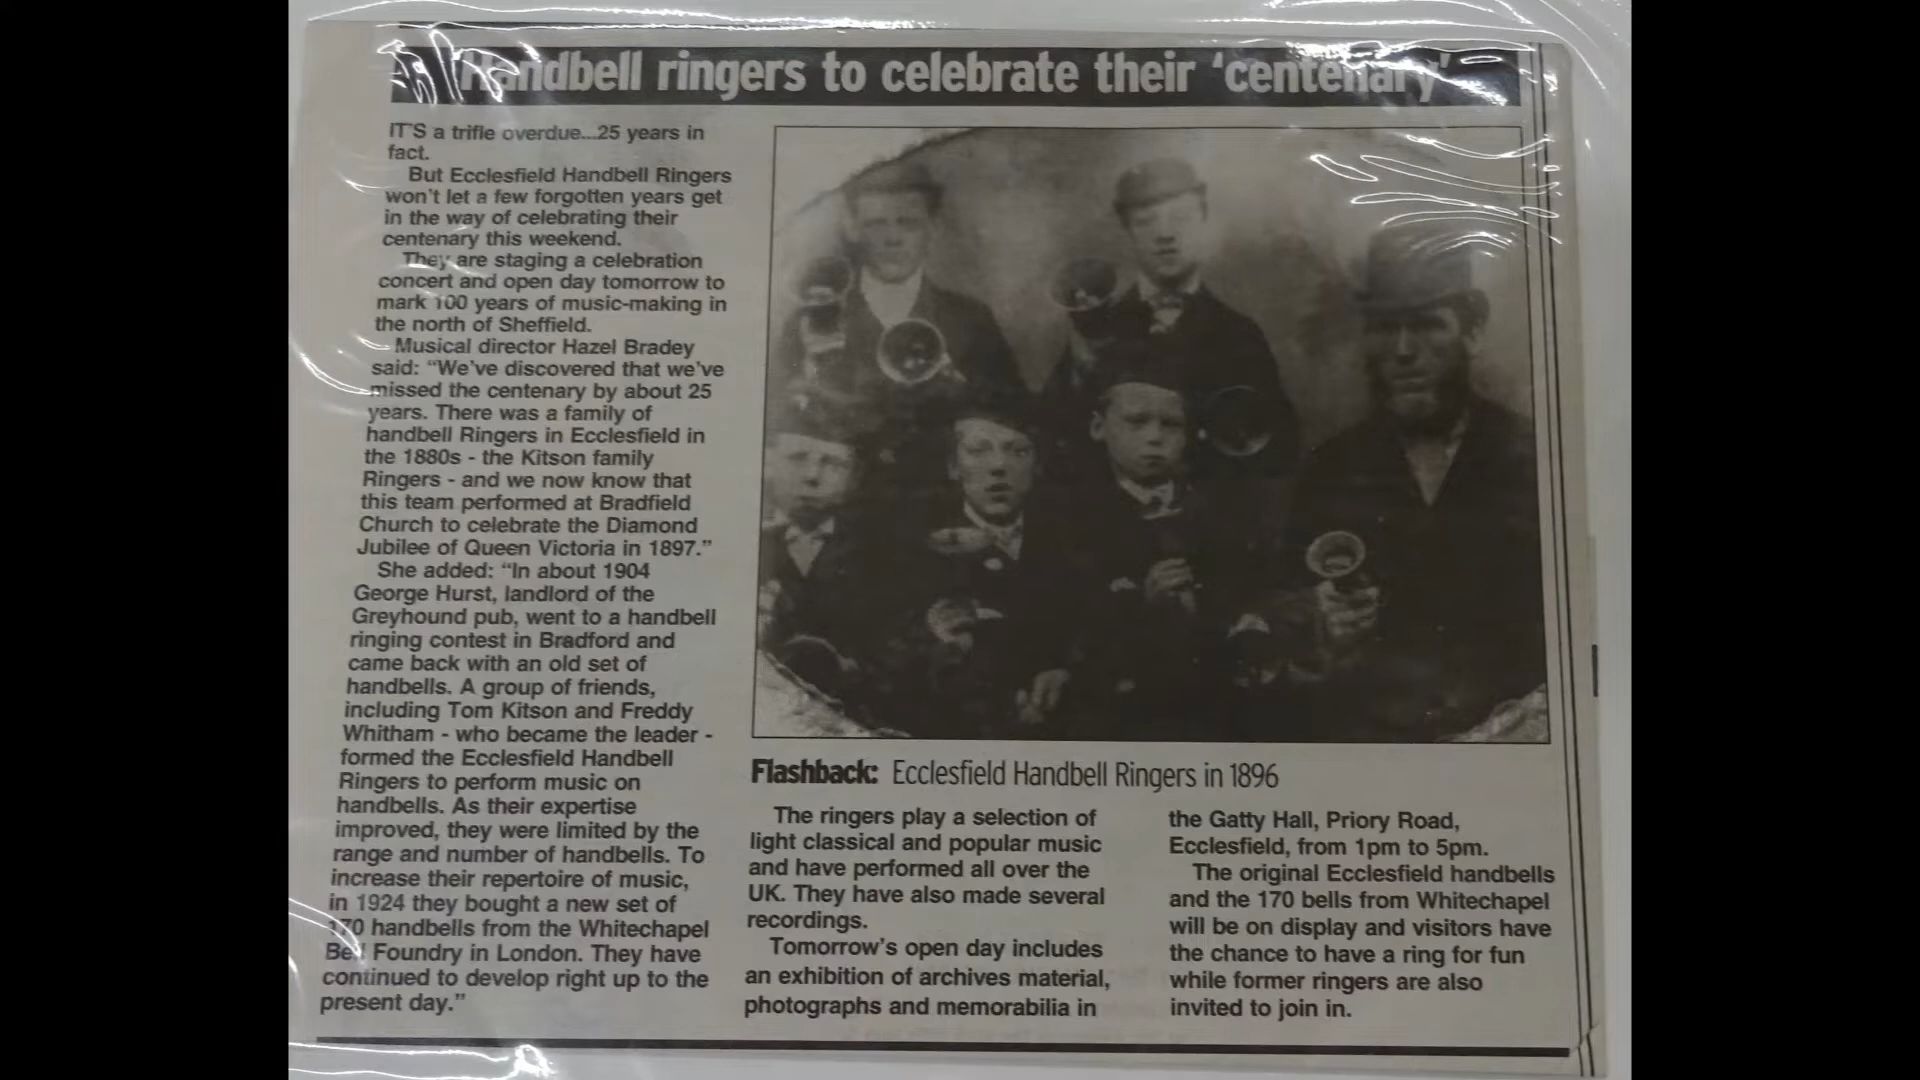 Handbell ringers to celebrate their ‘centenary’
IT'S a trifle overdue...25 years in
fact.
But Ecclesfield Handbell Ringers
won't let a few forgotten years get
in the way of celebrating their
centenary this weekend.
They are staging a celebration
concert and open day tomorrow to
mark 100 years of music-making in
the north of Sheffield.
Musical director Hazel Bradey
said: “We've discovered that we've
missed the centenary by about 25
years. There was a family of
handbell Ringers in Ecclesfield in
the 1880s - the Kitson family
Ringers - and we now know that
this team performed at Bradfield
Church to celebrate the Diamond
Jubilee of Queen Victoria in 1897.”
She added: “In about 1904
George Hurst, landlord of the
Greyhound pub, went to a handbell
ringing contest in Bradford and
came back with an old set of
handbells. A group of friends,
including Tom Kitson and Freddy
Whitham - who became the leader -
formed the Ecclesfield Handbell
Ringers to perform music on
handbells. As their expertise
improved, they were limited by the
range and number of handbells. To
increase their repertoire of music,
in 1924 they bought a new set of
170 handbells from the Whitechapel
Bell Foundry in London. They have
continued to develop right up to the
present day.”
Flashback: Ecclesfield Handbell Ringers in 1896
The ringers play a selection of
light classical and popular music
and have performed all over the
UK. They have also made several
recordings.
Tomorrow's open day includes
an exhibition of archives material,
photographs and memorabilia in
the Gatty Hall, Priory Road,
Ecclesfield, from 1pm to 5pm.
The original Ecclesfield handbells
and the 170 bells from Whitechapel
will be on display and visitors have
the chance to have a ring for fun
while former ringers are also
invited to join in.